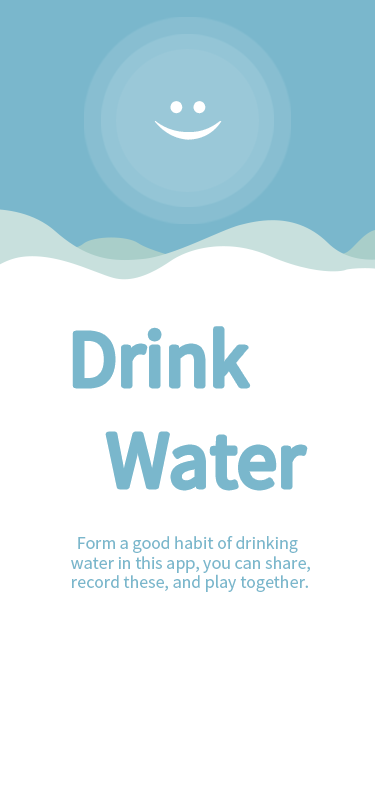 Drink
Water
Form a good habit of drinking
water in this app, you can share,
record these, and play together.